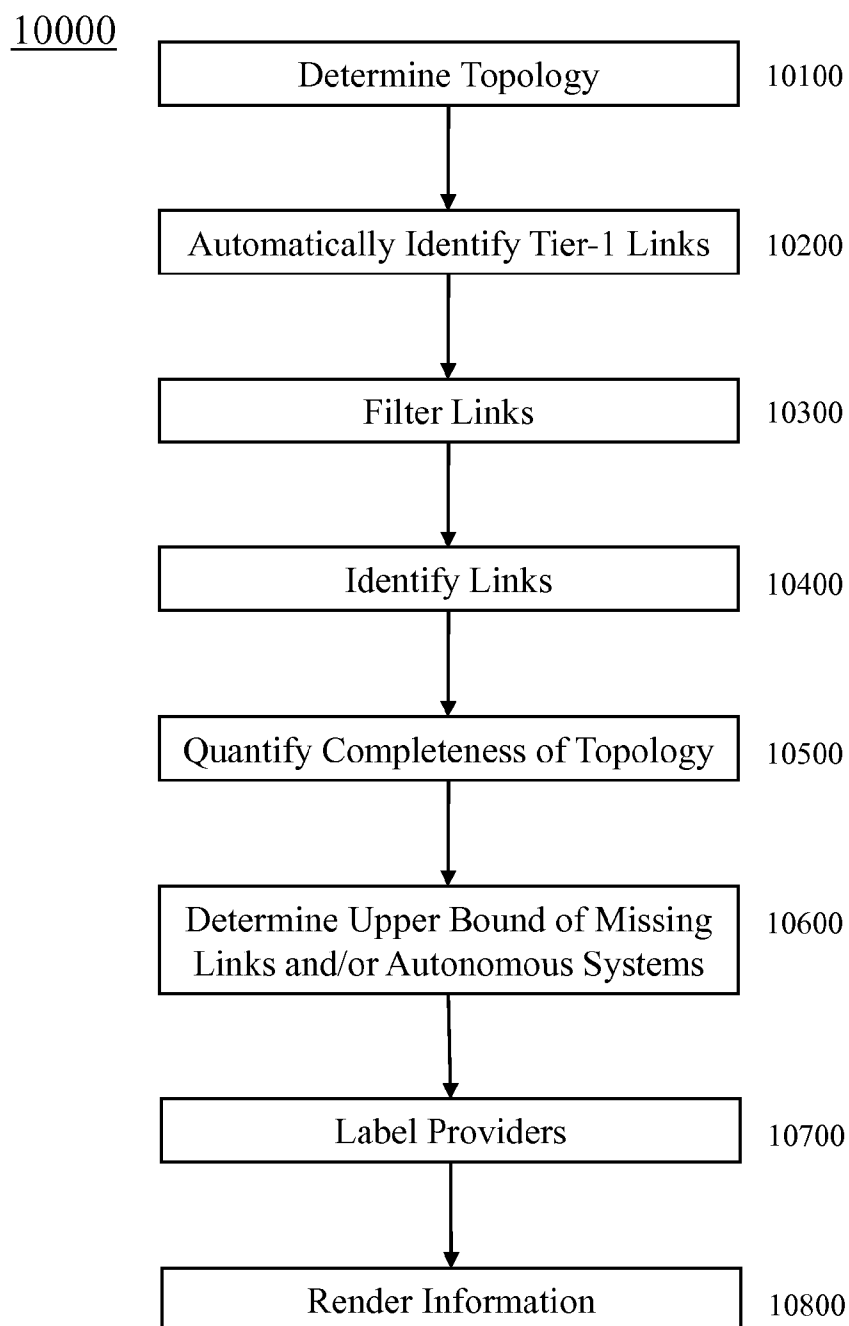 10000
Determine Topology 10100
Automatically Identify Tier-1 Links 10200
Filter Links 10300
Identify Links 10400
Quantify Completeness of Topology 10500
Determine Upper Bound of Missing 10600
Links and/or Autonomous Systems
Label Providers 10700
Render Information 10800